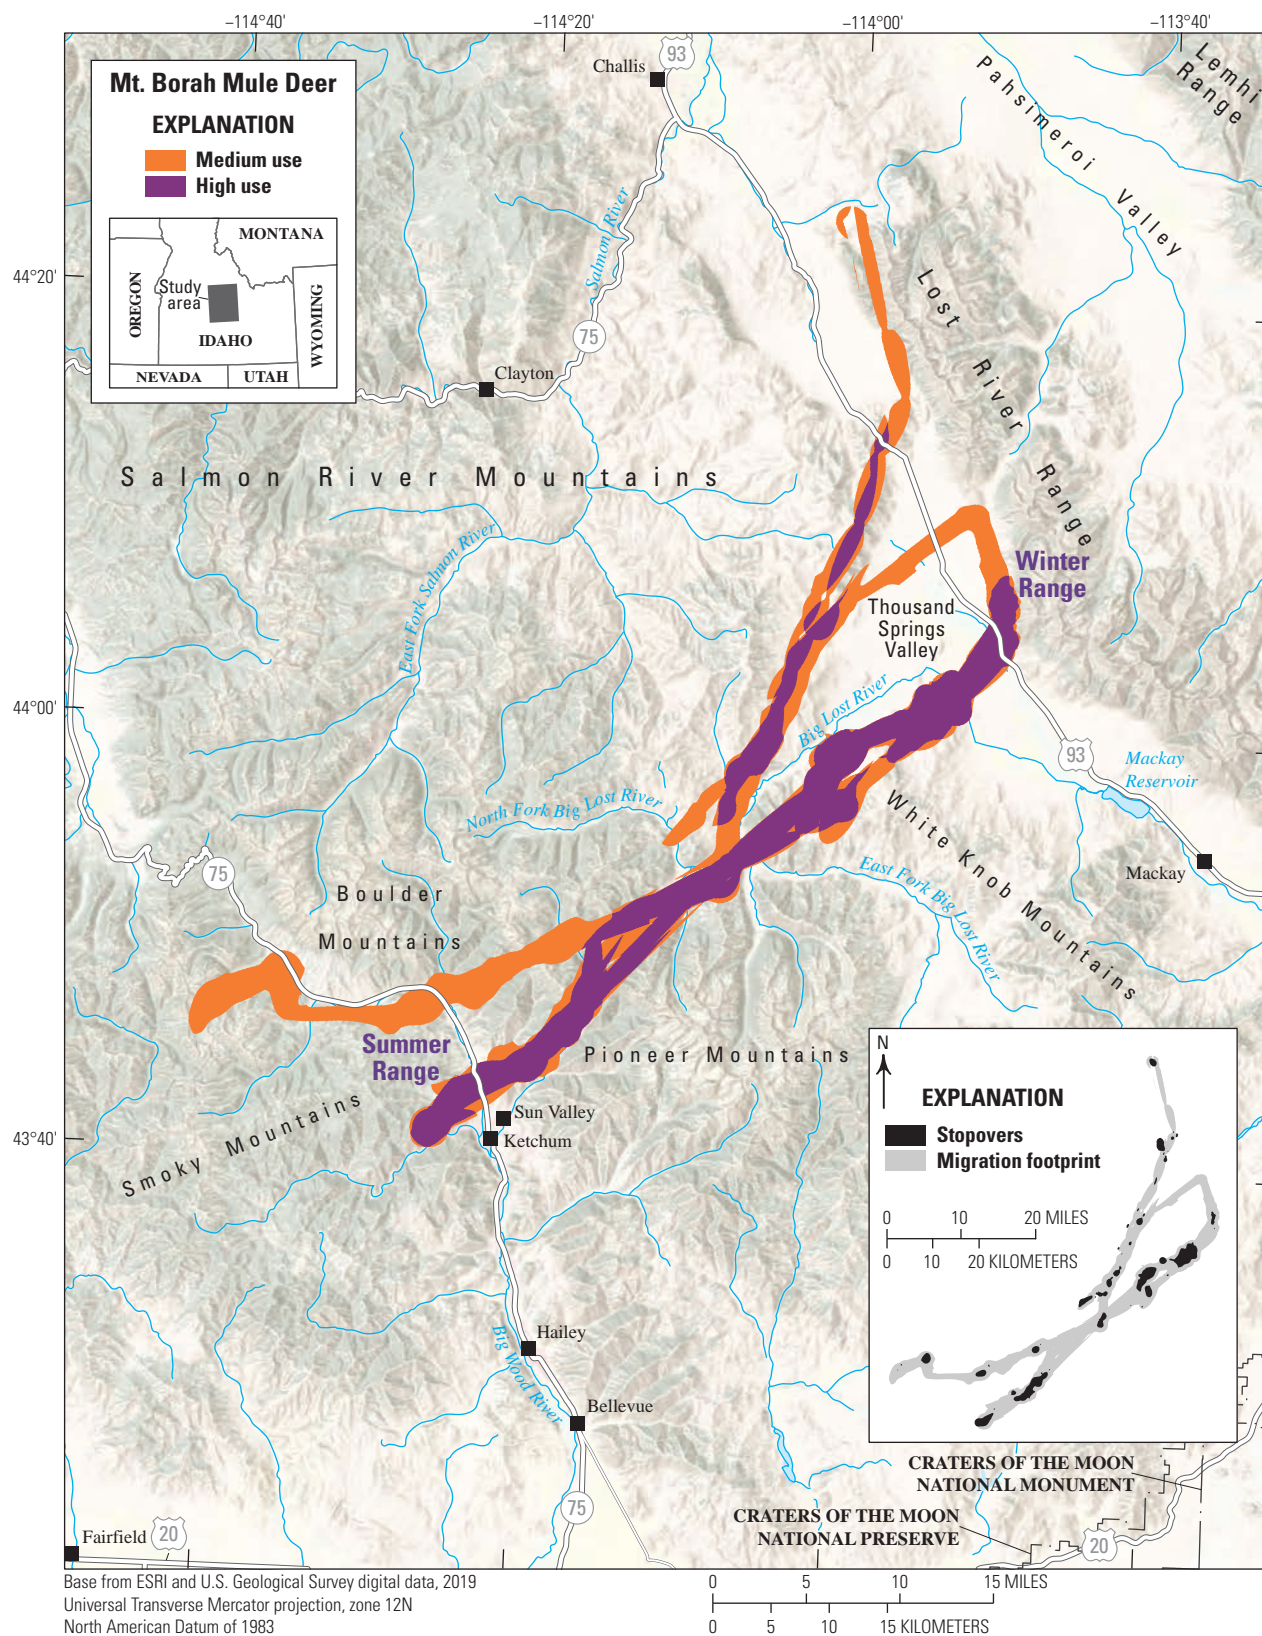 −114°40'
−114°20'
−114°00'
−113°40'
Mt. Borah Mule Deer
EXPLANATION
Medium use
High use
MONTANA
OREGON
Study
area
IDAHO
WYOMING
NEVADA
UTAH
Challis
93
Lemhi
Range
Pahsimeroi Valley
Salmon River
44°20'
75
Clayton
Lost River Range
Salmon River Mountains
East Fork Salmon River
Winter
Range
Thousand
Springs
Valley
44°00'
Big Lost River
93
Mackay
Reservoir
North Fork Big Lost River
White Knob Mountains
Mackay
75
Boulder
Mountains
East Fork Big Lost River
Summer
Range
Pioneer Mountains
Smoky Mountains
Sun Valley
43°40'
Ketchum
N
EXPLANATION
Stopovers
Migration footprint
0 10 20 MILES
0 10 20 KILOMETERS
Hailey
Big Wood River
Bellevue
75
CRATERS OF THE MOON
NATIONAL MONUMENT
CRATERS OF THE MOON
NATIONAL PRESERVE
20
Fairfield
20
Base from ESRI and U.S. Geological Survey digital data, 2019
Universal Transverse Mercator projection, zone 12N
North American Datum of 1983
0 5 10 15 MILES
0 5 10 15 KILOMETERS